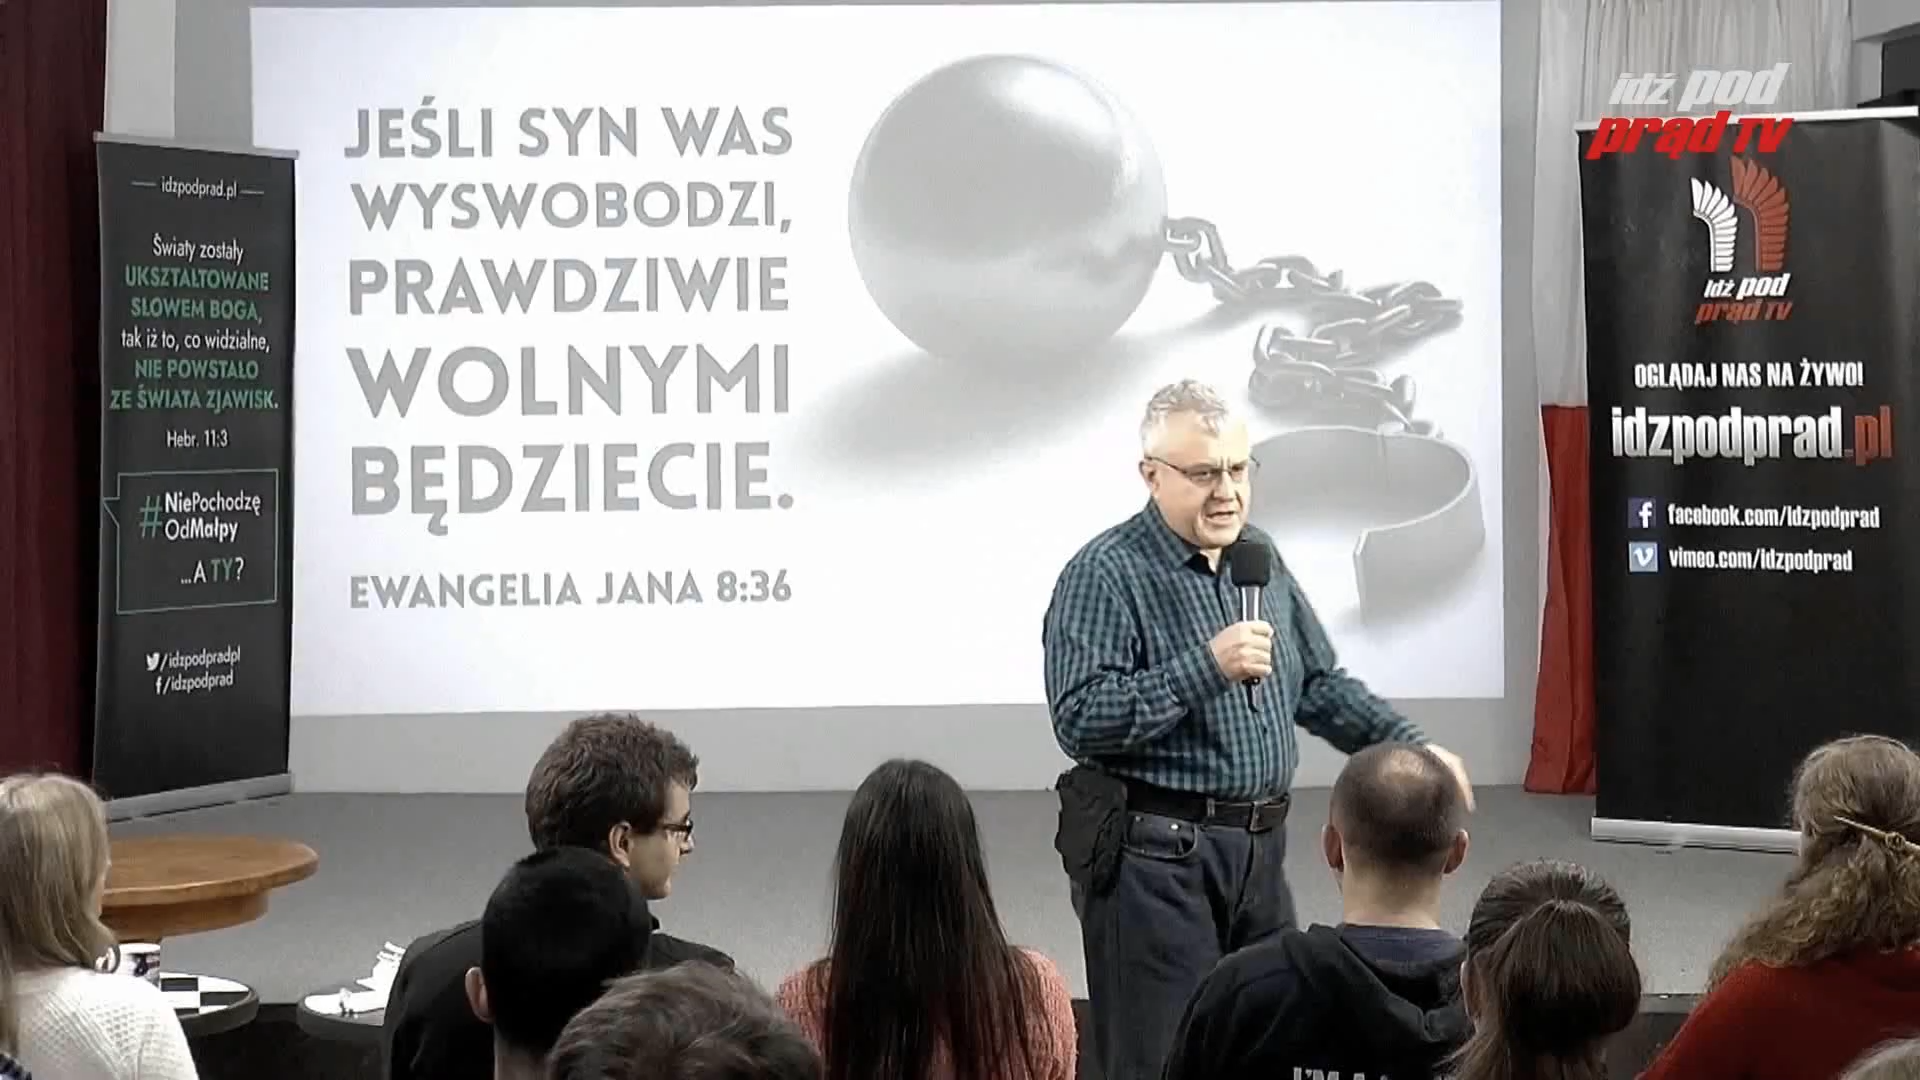 idzpodprad.pl
Światy zostały
UKSZTAŁTOWANE
SŁOWEM BOGA,
tak iż to, co widzialne,
NIE POWSTAŁO
ZE ŚWIATA ZJAWISK.
Hebr. 11:3
#NiePochodzę
OdMałpy
...A TY?
/idzpodpradpl
/idzpodprad
JEŚLI SYN WAS
WYSWOBODZI,
PRAWDZIWIE
WOLNYMI
BĘDZIECIE.
EWANGELIA JANA 8:36
idź pod
prąd TV
Idź pod
prąd TV
OGLĄDAJ NAS NA ŻYWO!
idzpodprad.pl
facebook.com/Idzpodprad
vimeo.com/idzpodprad